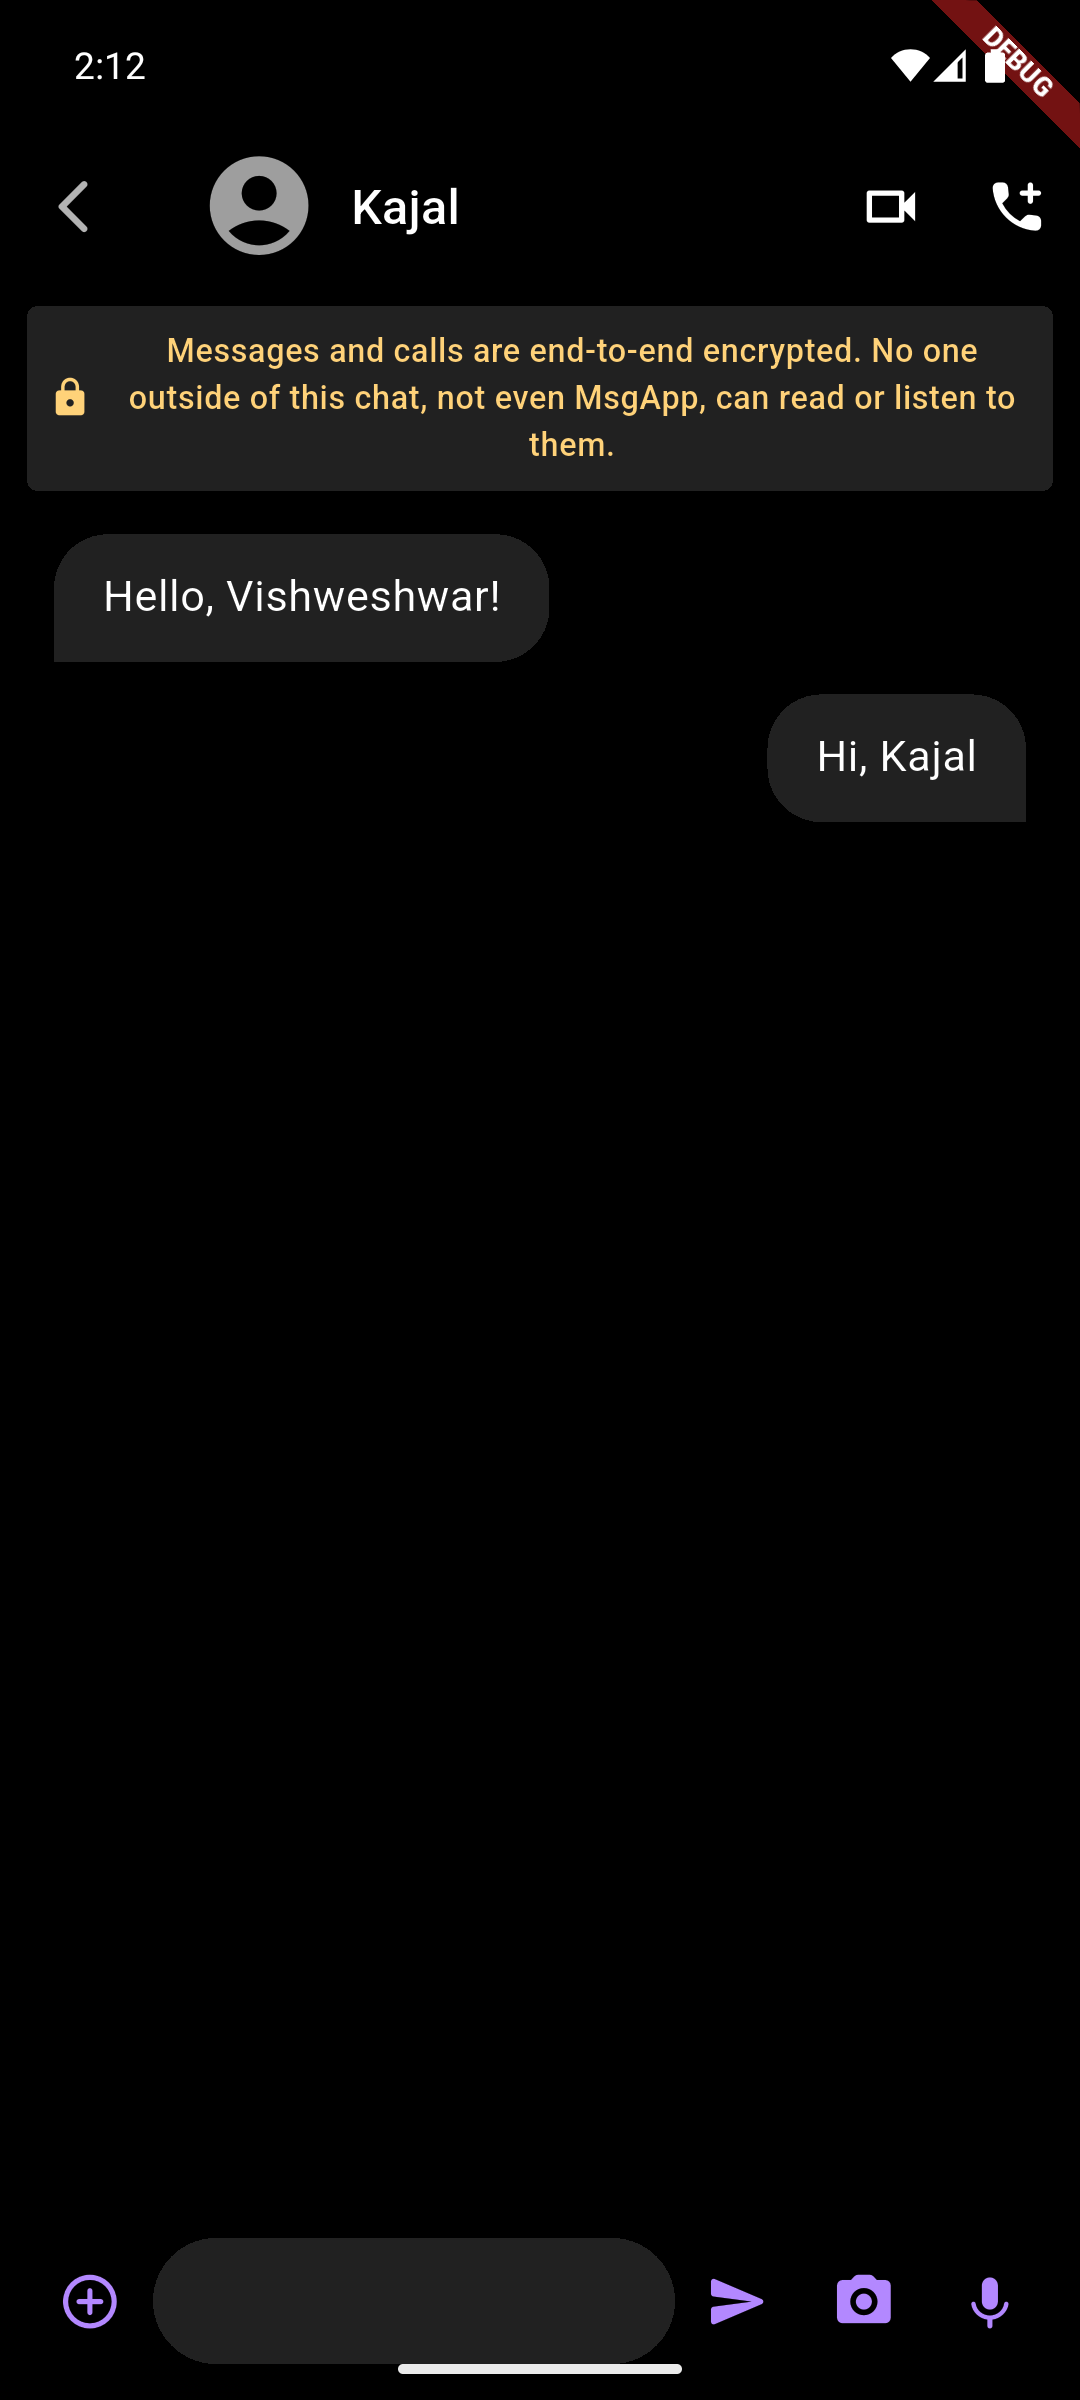 2:12
DEBUG
Kajal
Messages and calls are end-to-end encrypted. No one
outside of this chat, not even MsgApp, can read or listen to
them.
Hello, Vishweshwar!
Hi, Kajal